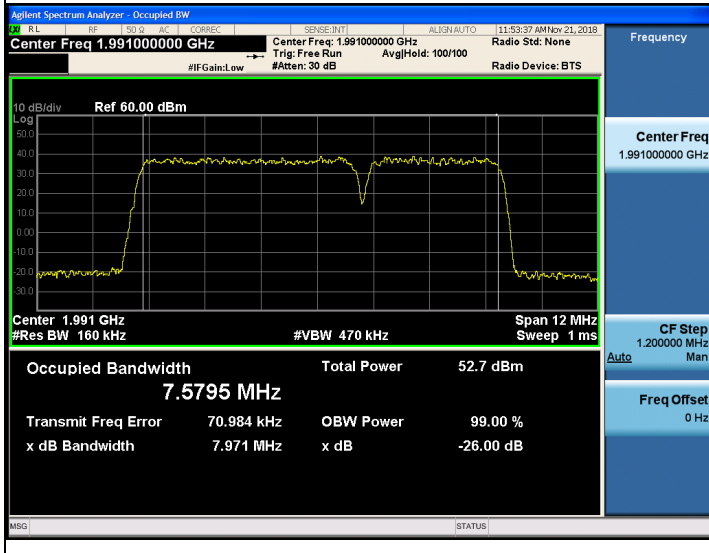 Agilent Spectrum Analyzer - Occupied BW
RL RF 50 Ω AC CORREC SENSE:INT ALIGN AUTO 11:53:37 AM Nov 21, 2018
Center Freq 1.991000000 GHz
Center Freq: 1.991000000 GHz
Radio Std: None
Trig: Free Run Avg|Hold: 100/100
#IFGain:Low
#Atten: 30 dB
Radio Device: BTS
10 dB/div Ref 60.00 dBm
Log
50.0
40.0
30.0
20.0
10.0
0.00
-10.0
-20.0
-30.0
Center 1.991 GHz Span 12 MHz
#Res BW 160 kHz #VBW 470 kHz Sweep 1 ms
Occupied Bandwidth Total Power 52.7 dBm
7.5795 MHz
Transmit Freq Error 70.984 kHz OBW Power 99.00 %
x dB Bandwidth 7.971 MHz x dB -26.00 dB
MSG STATUS
Frequency
Center Freq
1.991000000 GHz
CF Step
1.200000 MHz
Auto Man
Freq Offset
0 Hz